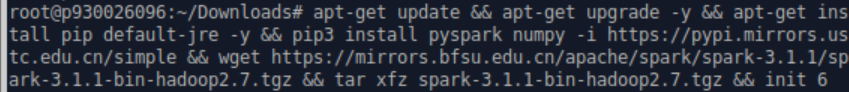 root@p930026096:~/Downloads# apt-get update && apt-get upgrade -y && apt-get ins
tall pip default-jre -y && pip3 install pyspark numpy -i https://pypi.mirrors.us
tc.edu.cn/simple && wget https://mirrors.bfsu.edu.cn/apache/spark/spark-3.1.1/sp
ark-3.1.1-bin-hadoop2.7.tgz && tar xfz spark-3.1.1-bin-hadoop2.7.tgz && init 6